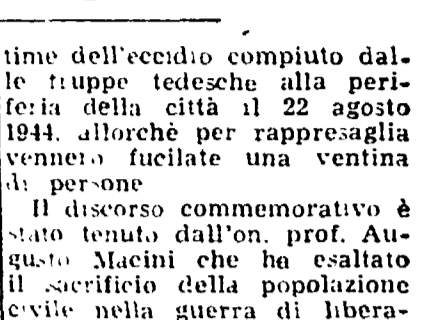 time dell'eccidio compiuto dal-
le truppe tedesche alla peri-
feria della città il 22 agosto
1944. allorchè per rappresaglia
vennero fucilate una ventina
di persone
Il discorso commemorativo è
stato tenuto dall'on. prof. Au-
gusto Macini che ha esaltato
il sacrificio della popolazione
civile nella guerra di libera-